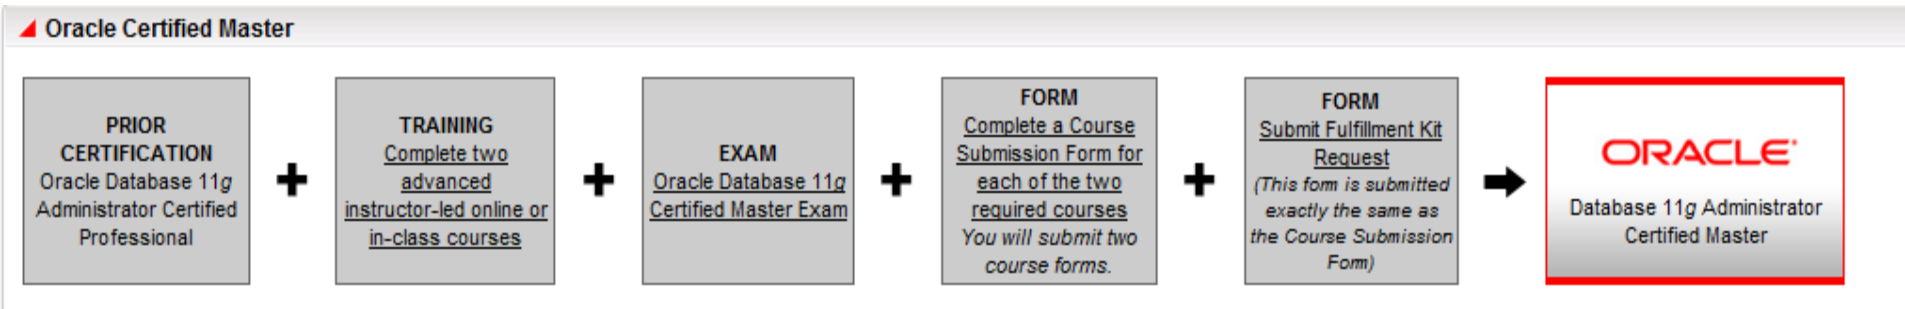 Oracle Certified Master
PRIOR
CERTIFICATION
Oracle Database 11g
Administrator Certified
Professional
TRAINING
Complete two
advanced
instructor-led online or
in-class courses
EXAM
Oracle Database 11g
Certified Master Exam
FORM
Complete a Course
Submission Form for
each of the two
required courses
You will submit two
course forms.
FORM
Submit Fulfillment Kit
Request
(This form is submitted
exactly the same as
the Course Submission
Form)
ORACLE
Database 11g Administrator
Certified Master